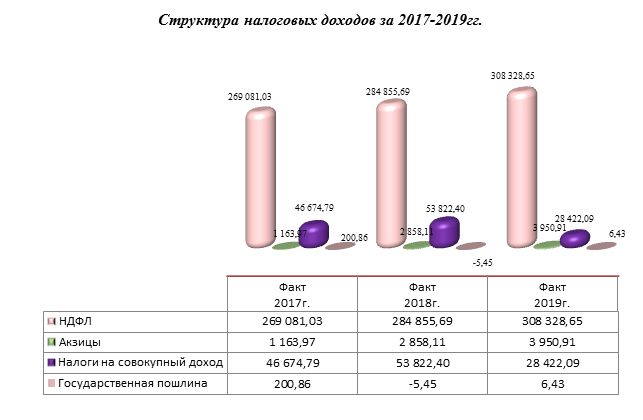 Структура налоговых доходов за 2017-2019гг.
308 328,65
284 855,69
269 081,03
53 822,40
46 674,79
28 422,09
1 163,97
200,86
2 858,11
3 950,91
6,43
-5,45
Факт 2017г.
Факт 2018г.
Факт 2019г.
НДФЛ 269 081,03 284 855,69 308 328,65
Акзицы 1 163,97 2 858,11 3 950,91
Налоги на совокупный доход 46 674,79 53 822,40 28 422,09
Государственная пошлина 200,86 -5,45 6,43